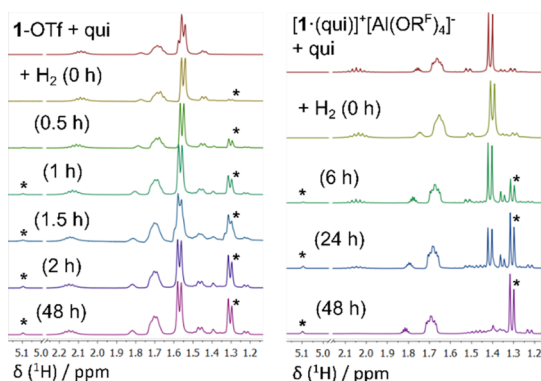 1-OTf + qui
+ H₂ (0 h)
*
(0.5 h)
*
(1 h)
*
*
(1.5 h)
*
*
(2 h)
*
*
(48 h)
*
*
5.1 5.0 2.2 2.1 2.0 1.9 1.8 1.7 1.6 1.5 1.4 1.3 1.2
δ (¹H) / ppm
[1·(qui)]⁺[Al(ORᶠ)₄]⁻
+ qui
+ H₂ (0 h)
(6 h)
*
*
(24 h)
*
*
(48 h)
*
*
5.1 5.0 2.1 2.0 1.9 1.8 1.7 1.6 1.5 1.4 1.3 1.2
δ (¹H) / ppm